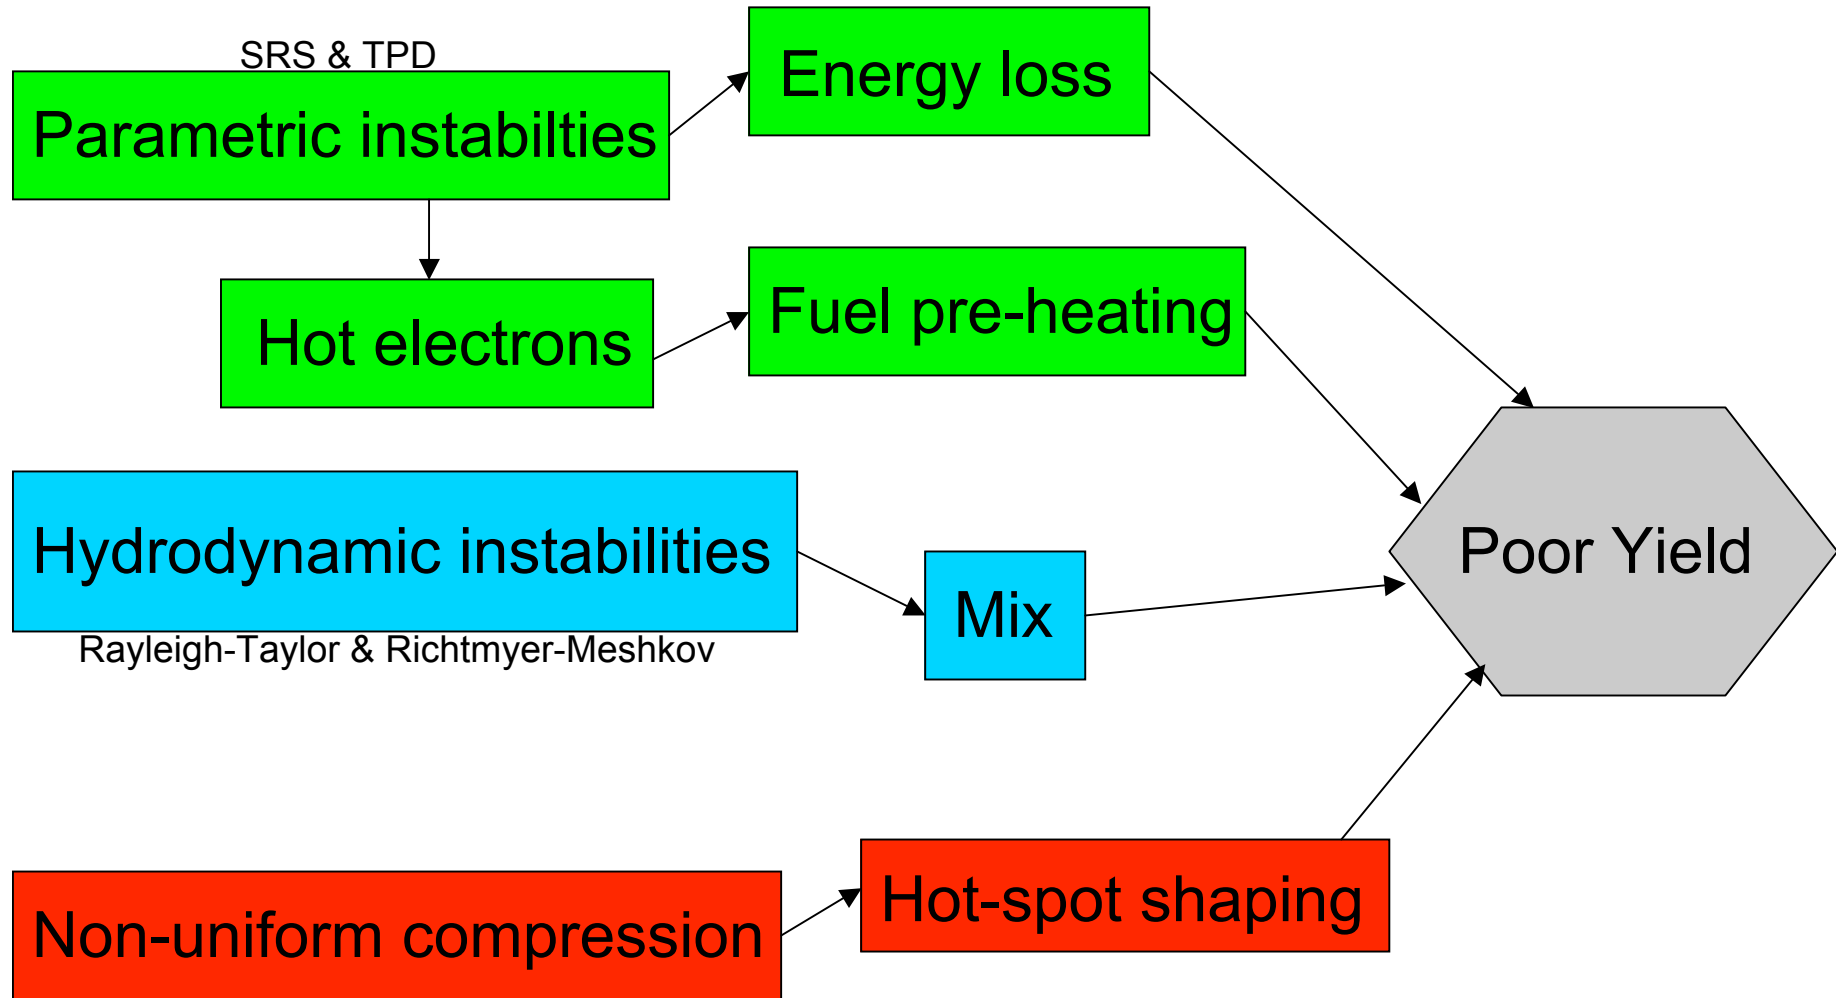 SRS & TPD
Parametric instabilties
Energy loss
Hot electrons
Fuel pre-heating
Hydrodynamic instabilities
Rayleigh-Taylor & Richtmyer-Meshkov
Mix
Poor Yield
Non-uniform compression
Hot-spot shaping